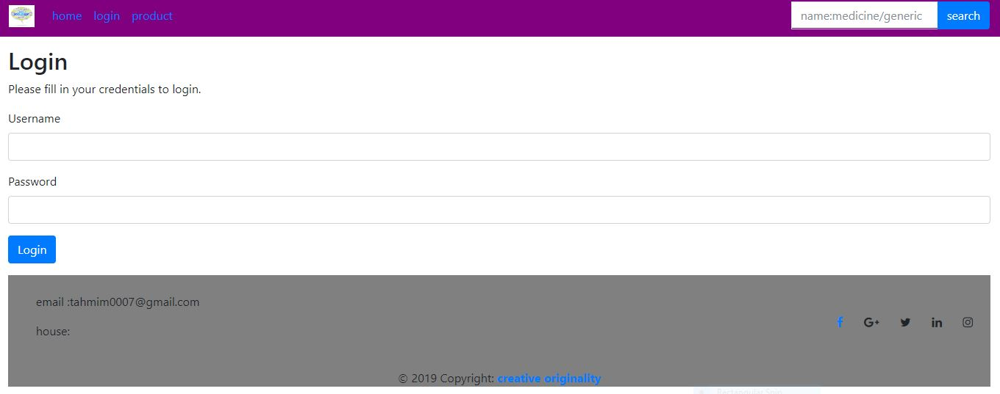 home login product name:medicine/generic search
Login
Please fill in your credentials to login.
Username
Password
Login
email :tahmim0007@gmail.com
house:
© 2019 Copyright: creative originality
Rectangular Snip